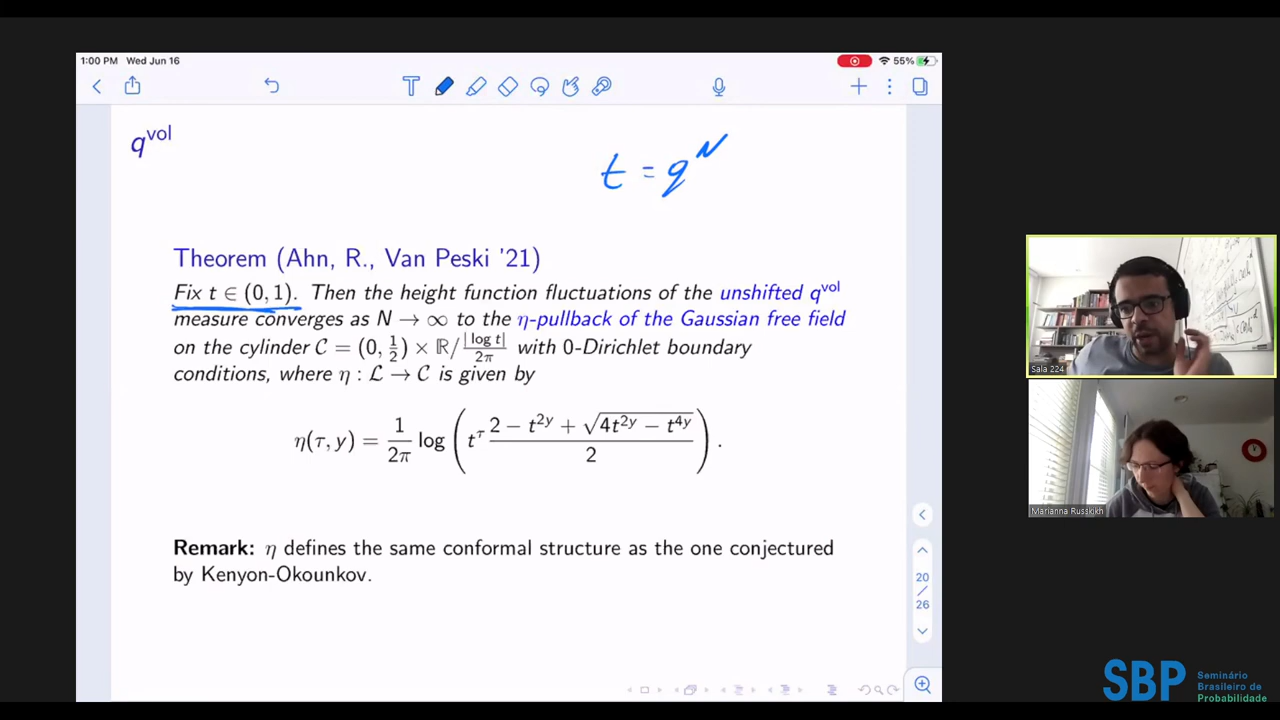 1:00 PM Wed Jun 16
55%
q^vol
t = q^N
Theorem (Ahn, R., Van Peski '21)
Fix t ∈ (0, 1). Then the height function fluctuations of the unshifted q^vol
measure converges as N → ∞ to the η-pullback of the Gaussian free field
on the cylinder C = (0, 1/2) × ℝ/(|log t|/2π) with 0-Dirichlet boundary
conditions, where η : L → C is given by
η(τ, y) = 1/2π log ( t^τ (2 − t^2y + √(4t^2y − t^4y))/2 ) .
Remark: η defines the same conformal structure as the one conjectured
by Kenyon-Okounkov.
20
/
26
Sala 224
Marianna Russkikh
SBP
Seminário
Brasileiro de
Probabilidade